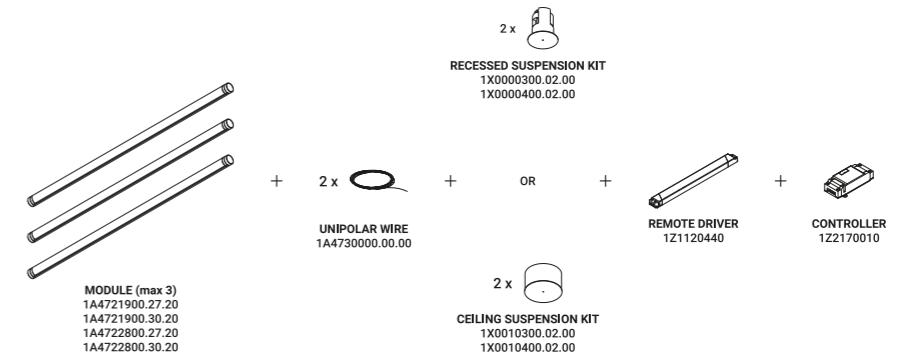 2 x
RECESSED SUSPENSION KIT
1X0000300.02.00
1X0000400.02.00
MODULE (max 3)
1A4721900.27.20
1A4721900.30.20
1A4722800.27.20
1A4722800.30.20
+
2 x
UNIPOLAR WIRE
1A4730000.00.00
+
OR
+
REMOTE DRIVER
1Z1120440
+
CONTROLLER
1Z2170010
2 x
CEILING SUSPENSION KIT
1X0010300.02.00
1X0010400.02.00